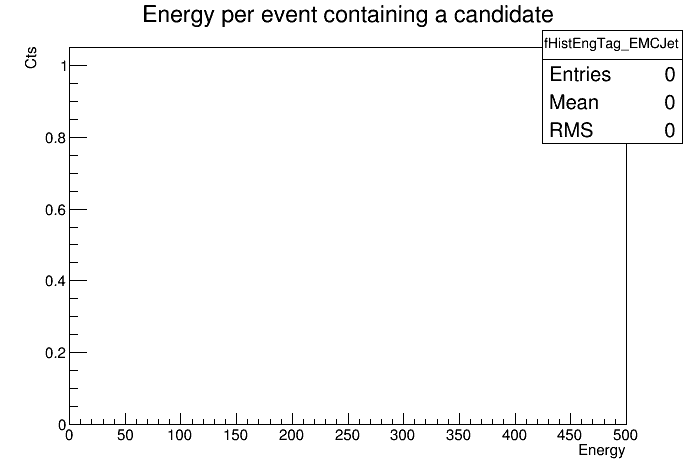 Energy per event containing a candidate
Cts
fHistEngTag_EMCJet
Entries 0
Mean 0
RMS 0
1
0.8
0.6
0.4
0.2
0
0 50 100 150 200 250 300 350 400 450 500
Energy